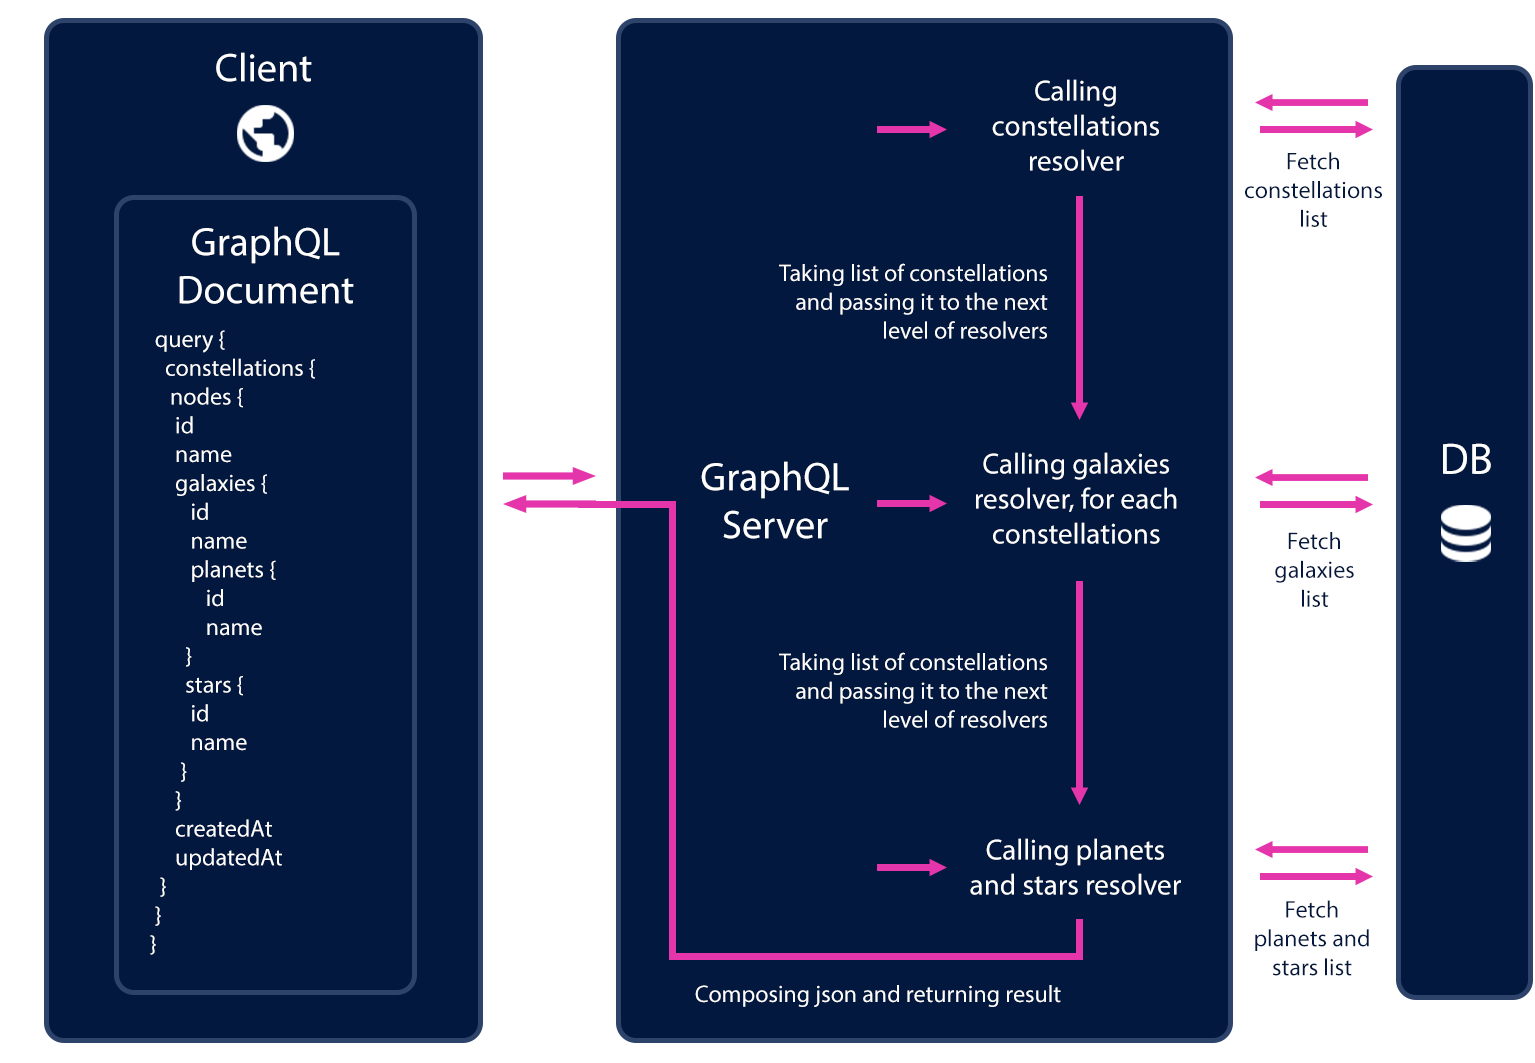 Client
GraphQL
Document
query {
constellations {
nodes {
id
name
galaxies {
id
name
planets {
id
name
}
stars {
id
name
}
}
createdAt
updatedAt
}
}
}
GraphQL
Server
Calling
constellations
resolver
Taking list of constellations
and passing it to the next
level of resolvers
Calling galaxies
resolver, for each
constellations
Taking list of constellations
and passing it to the next
level of resolvers
Calling planets
and stars resolver
Composing json and returning result
Fetch
constellations
list
Fetch
galaxies
list
Fetch
planets and
stars list
DB